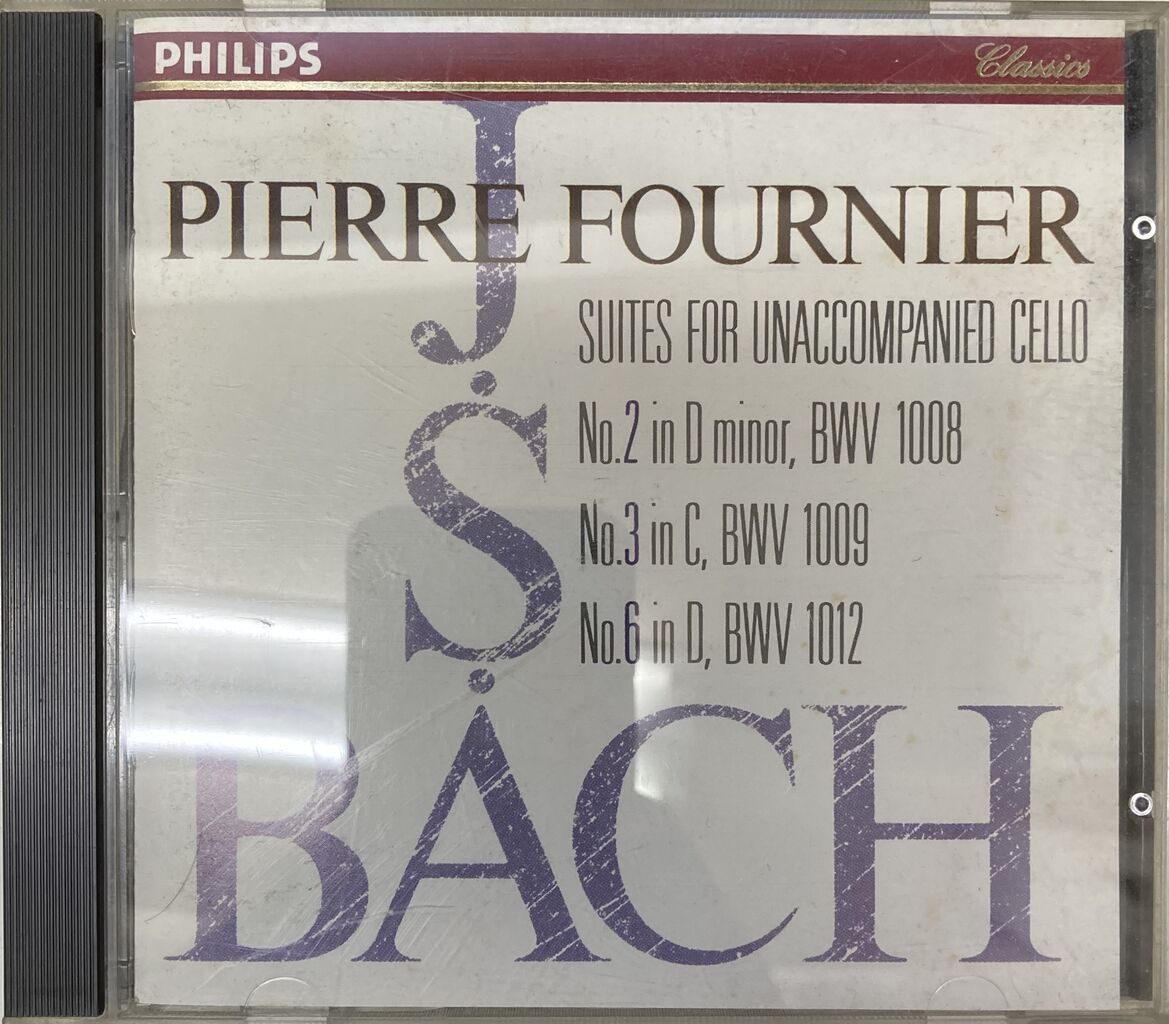 PHILIPS Classics
PIERRE FOURNIER
SUITES FOR UNACCOMPANIED CELLO
No.2 in D minor, BWV 1008
No.3 in C, BWV 1009
No.6 in D, BWV 1012
J.S.
BACH